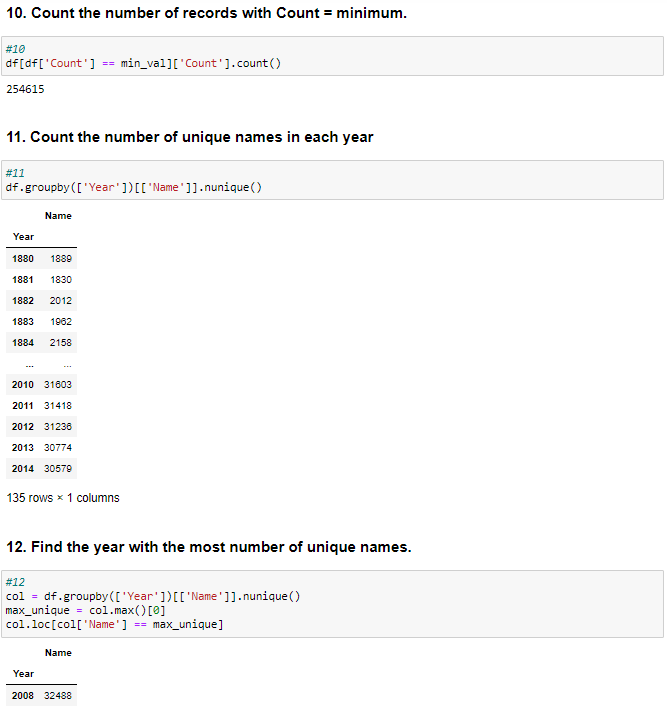 10. Count the number of records with Count = minimum.
#10
df[df['Count'] == min_val]['Count'].count()
254615
11. Count the number of unique names in each year
#11
df.groupby(['Year'])[['Name']].nunique()
Name
Year
1880 1889
1881 1830
1882 2012
1883 1962
1884 2158
... ...
2010 31603
2011 31418
2012 31236
2013 30774
2014 30579
135 rows × 1 columns
12. Find the year with the most number of unique names.
#12
col = df.groupby(['Year'])[['Name']].nunique()
max_unique = col.max()[0]
col.loc[col['Name'] == max_unique]
Name
Year
2008 32488